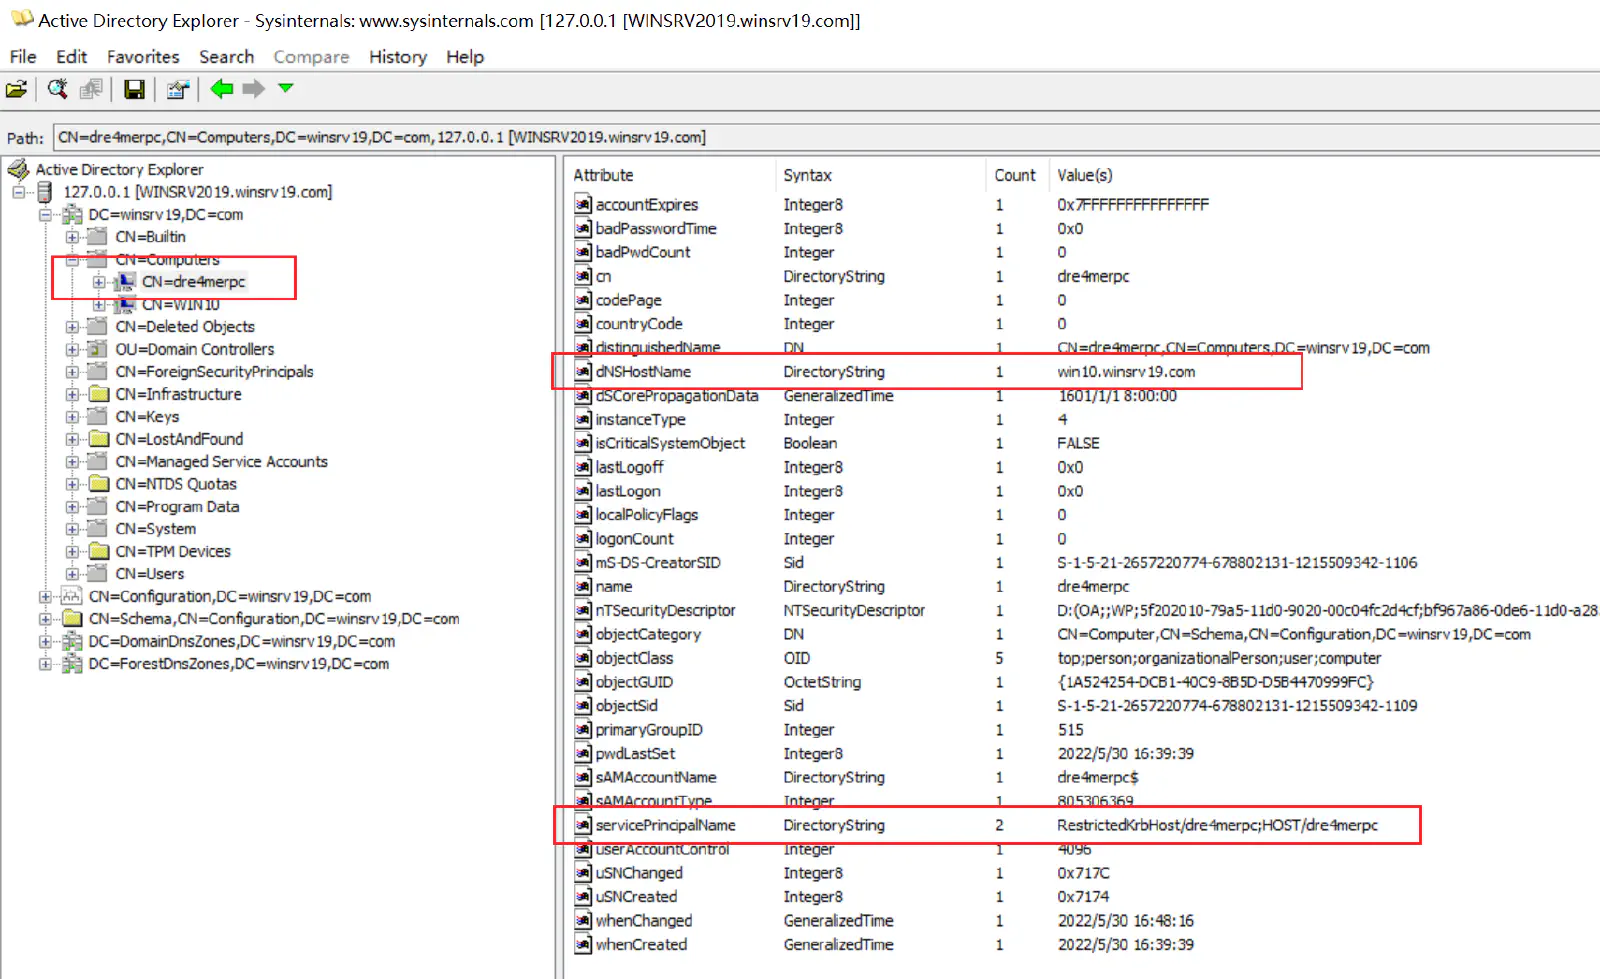 Active Directory Explorer - Sysinternals: www.sysinternals.com [127.0.0.1 [WINSRV2019.winsrv19.com]]
File Edit Favorites Search Compare History Help
Path: CN=dre4merpc,CN=Computers,DC=winsrv19,DC=com,127.0.0.1 [WINSRV2019.winsrv19.com]
Active Directory Explorer
127.0.0.1 [WINSRV2019.winsrv19.com]
DC=winsrv19,DC=com
CN=Builtin
CN=Computers
CN=dre4merpc
CN=WIN10
CN=Deleted Objects
OU=Domain Controllers
CN=ForeignSecurityPrincipals
CN=Infrastructure
CN=Keys
CN=LostAndFound
CN=Managed Service Accounts
CN=NTDS Quotas
CN=Program Data
CN=System
CN=TPM Devices
CN=Users
CN=Configuration,DC=winsrv19,DC=com
CN=Schema,CN=Configuration,DC=winsrv19,DC=com
DC=DomainDnsZones,DC=winsrv19,DC=com
DC=ForestDnsZones,DC=winsrv19,DC=com
Attribute Syntax Count Value(s)
accountExpires Integer8 1 0x7FFFFFFFFFFFFFFF
badPasswordTime Integer8 1 0x0
badPwdCount Integer 1 0
cn DirectoryString 1 dre4merpc
codePage Integer 1 0
countryCode Integer 1 0
distinguishedName DN 1 CN=dre4merpc,CN=Computers,DC=winsrv19,DC=com
dNSHostName DirectoryString 1 win10.winsrv19.com
dSCorePropagationData GeneralizedTime 1 1601/1/1 8:00:00
instanceType Integer 1 4
isCriticalSystemObject Boolean 1 FALSE
lastLogoff Integer8 1 0x0
lastLogon Integer8 1 0x0
localPolicyFlags Integer 1 0
logonCount Integer 1 0
mS-DS-CreatorSID Sid 1 S-1-5-21-2657220774-678802131-1215509342-1106
name DirectoryString 1 dre4merpc
nTSecurityDescriptor NTSecurityDescriptor 1 D:(OA;;WP;5f202010-79a5-11d0-9020-00c04fc2d4cf;bf967a86-0de6-11d0-a28
objectCategory DN 1 CN=Computer,CN=Schema,CN=Configuration,DC=winsrv19,DC=com
objectClass OID 5 top;person;organizationalPerson;user;computer
objectGUID OctetString 1 {1A524254-DCB1-40C9-8B5D-D5B4470999FC}
objectSid Sid 1 S-1-5-21-2657220774-678802131-1215509342-1109
primaryGroupID Integer 1 515
pwdLastSet Integer8 1 2022/5/30 16:39:39
sAMAccountName DirectoryString 1 dre4merpc$
sAMAccountType Integer 1 805306369
servicePrincipalName DirectoryString 2 RestrictedKrbHost/dre4merpc;HOST/dre4merpc
userAccountControl Integer 1 4096
uSNChanged Integer8 1 0x717C
uSNCreated Integer8 1 0x7174
whenChanged GeneralizedTime 1 2022/5/30 16:48:16
whenCreated GeneralizedTime 1 2022/5/30 16:39:39